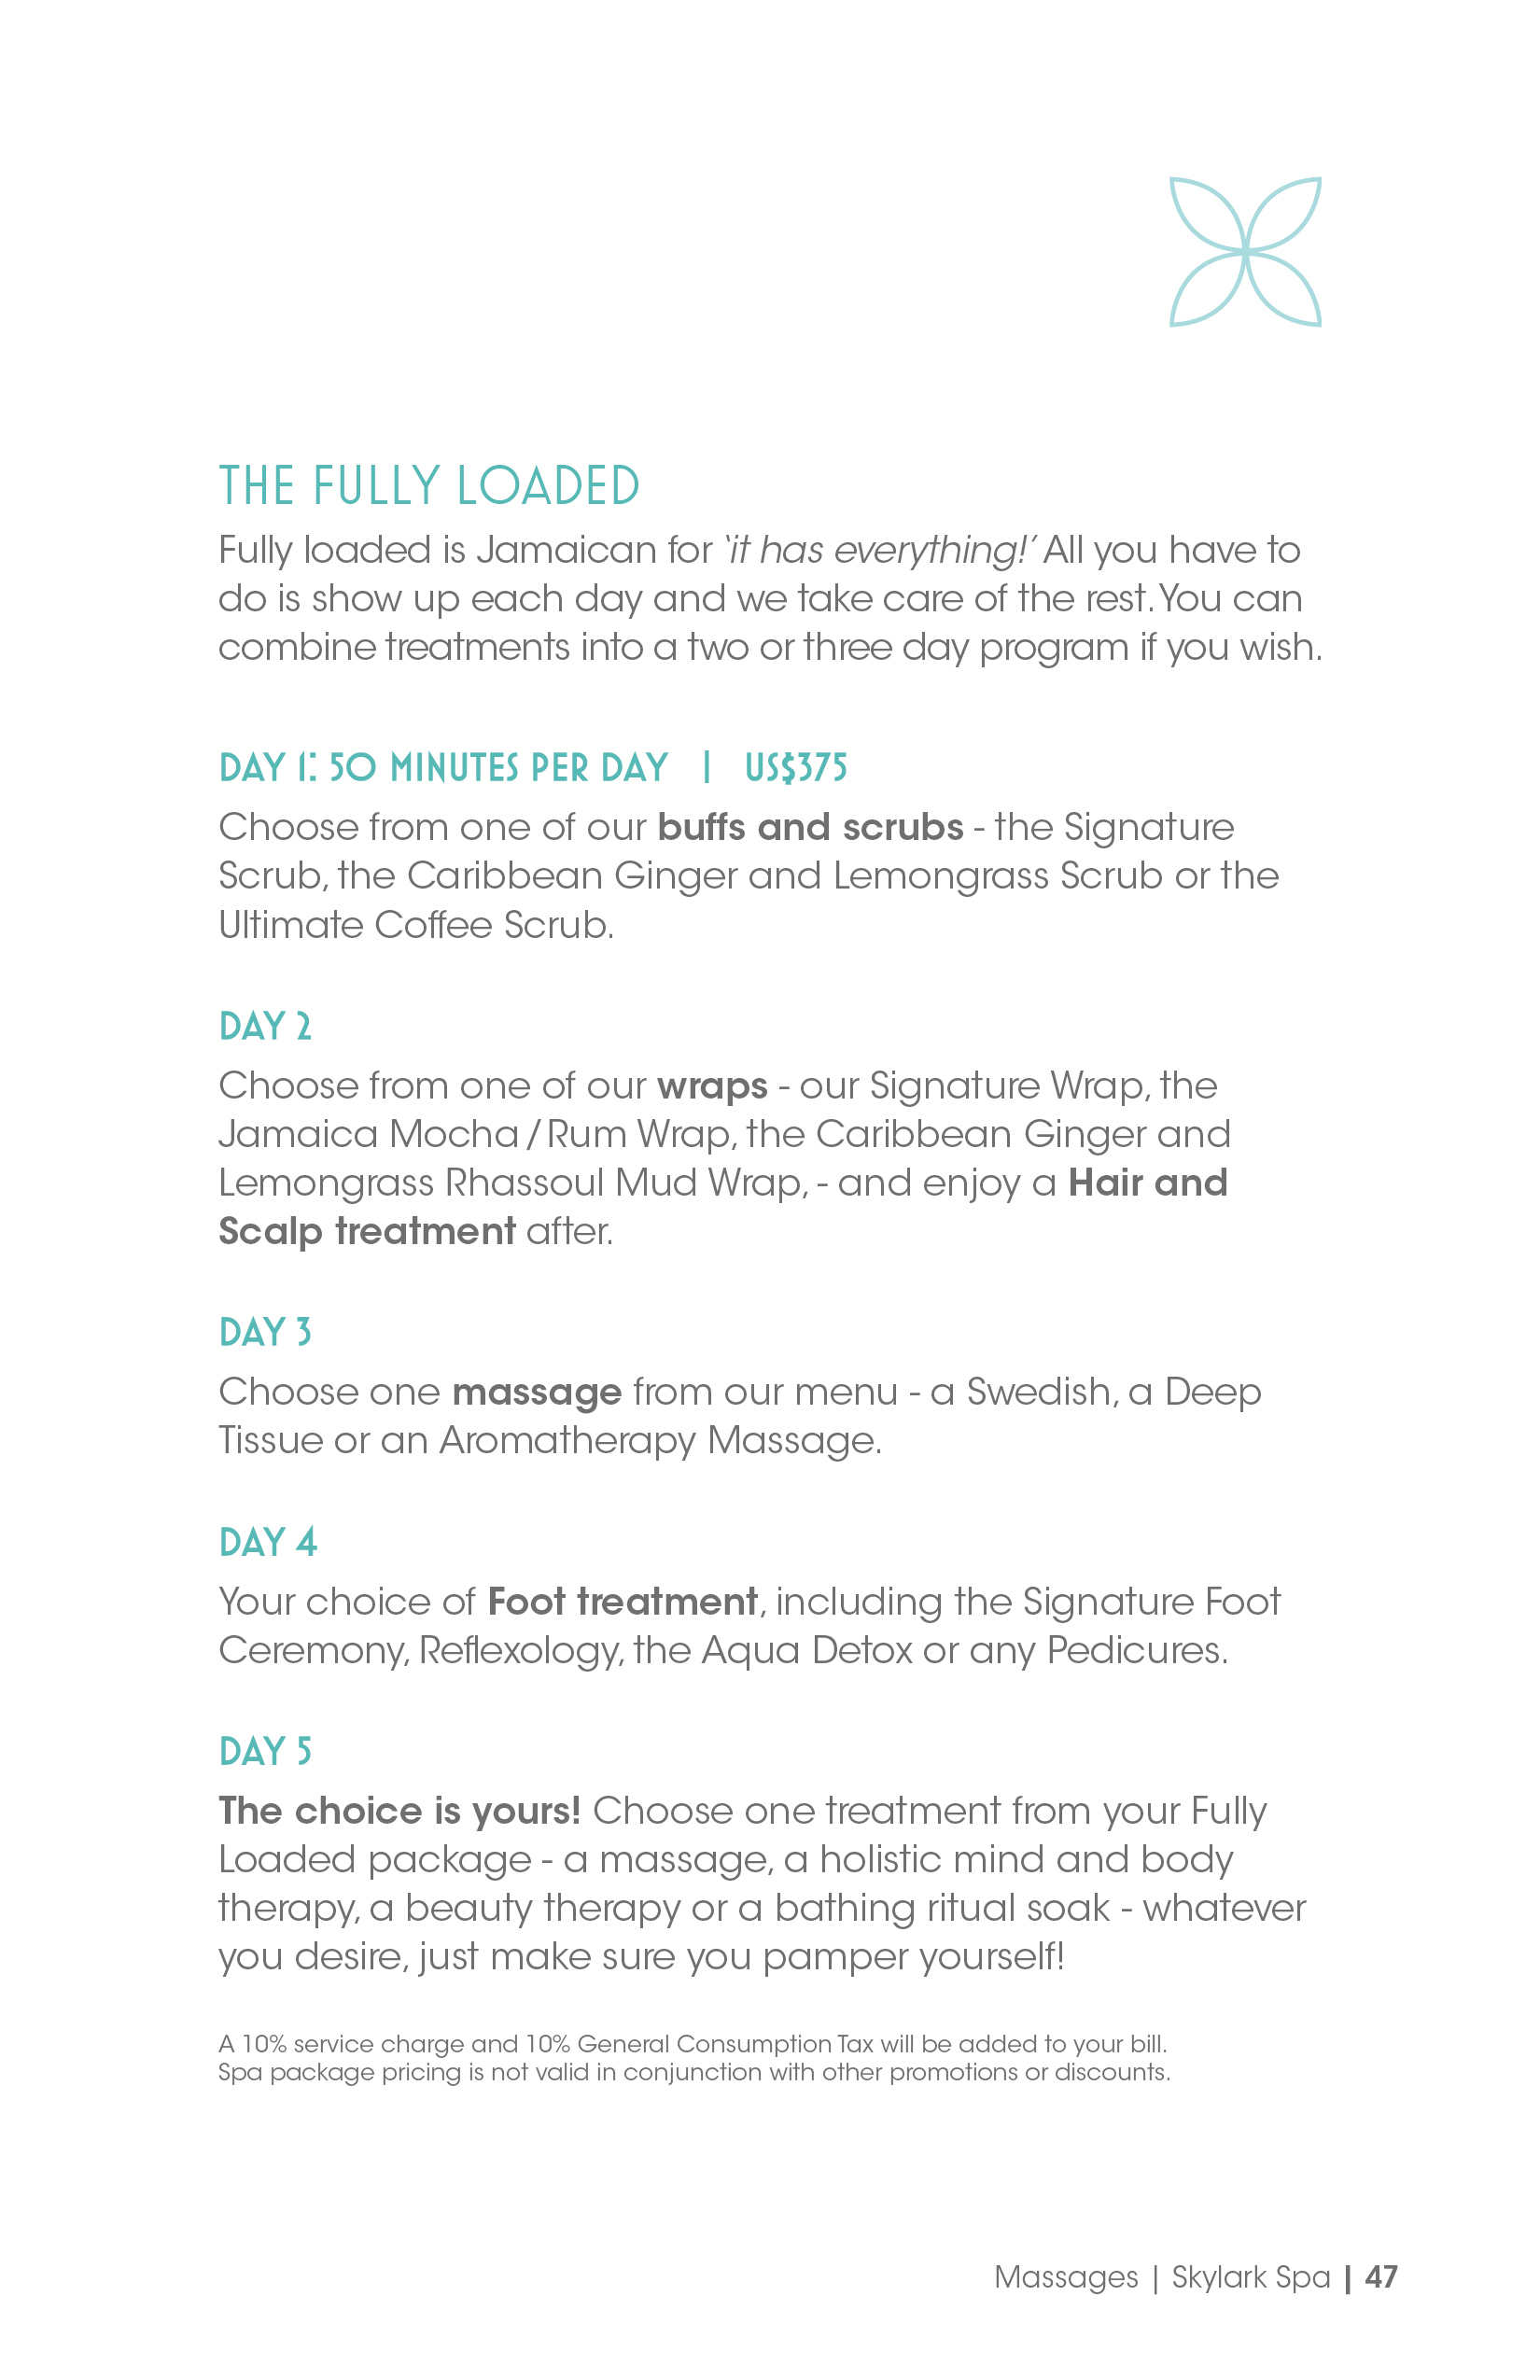 THE FULLY LOADED
Fully loaded is Jamaican for ‘it has everything!’ All you have to
do is show up each day and we take care of the rest. You can
combine treatments into a two or three day program if you wish.
DAY 1: 50 MINUTES PER DAY | US$375
Choose from one of our buffs and scrubs - the Signature
Scrub, the Caribbean Ginger and Lemongrass Scrub or the
Ultimate Coffee Scrub.
DAY 2
Choose from one of our wraps - our Signature Wrap, the
Jamaica Mocha / Rum Wrap, the Caribbean Ginger and
Lemongrass Rhassoul Mud Wrap, - and enjoy a Hair and
Scalp treatment after.
DAY 3
Choose one massage from our menu - a Swedish, a Deep
Tissue or an Aromatherapy Massage.
DAY 4
Your choice of Foot treatment, including the Signature Foot
Ceremony, Reflexology, the Aqua Detox or any Pedicures.
DAY 5
The choice is yours! Choose one treatment from your Fully
Loaded package - a massage, a holistic mind and body
therapy, a beauty therapy or a bathing ritual soak - whatever
you desire, just make sure you pamper yourself!
A 10% service charge and 10% General Consumption Tax will be added to your bill.
Spa package pricing is not valid in conjunction with other promotions or discounts.
Massages | Skylark Spa | 47